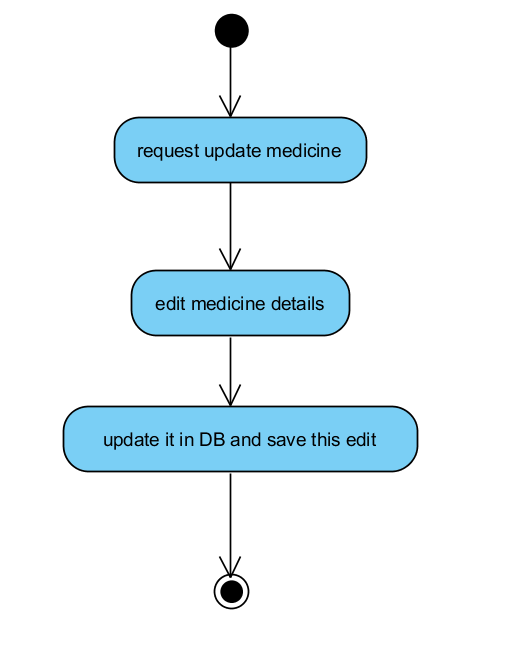 request update medicine
edit medicine details
update it in DB and save this edit